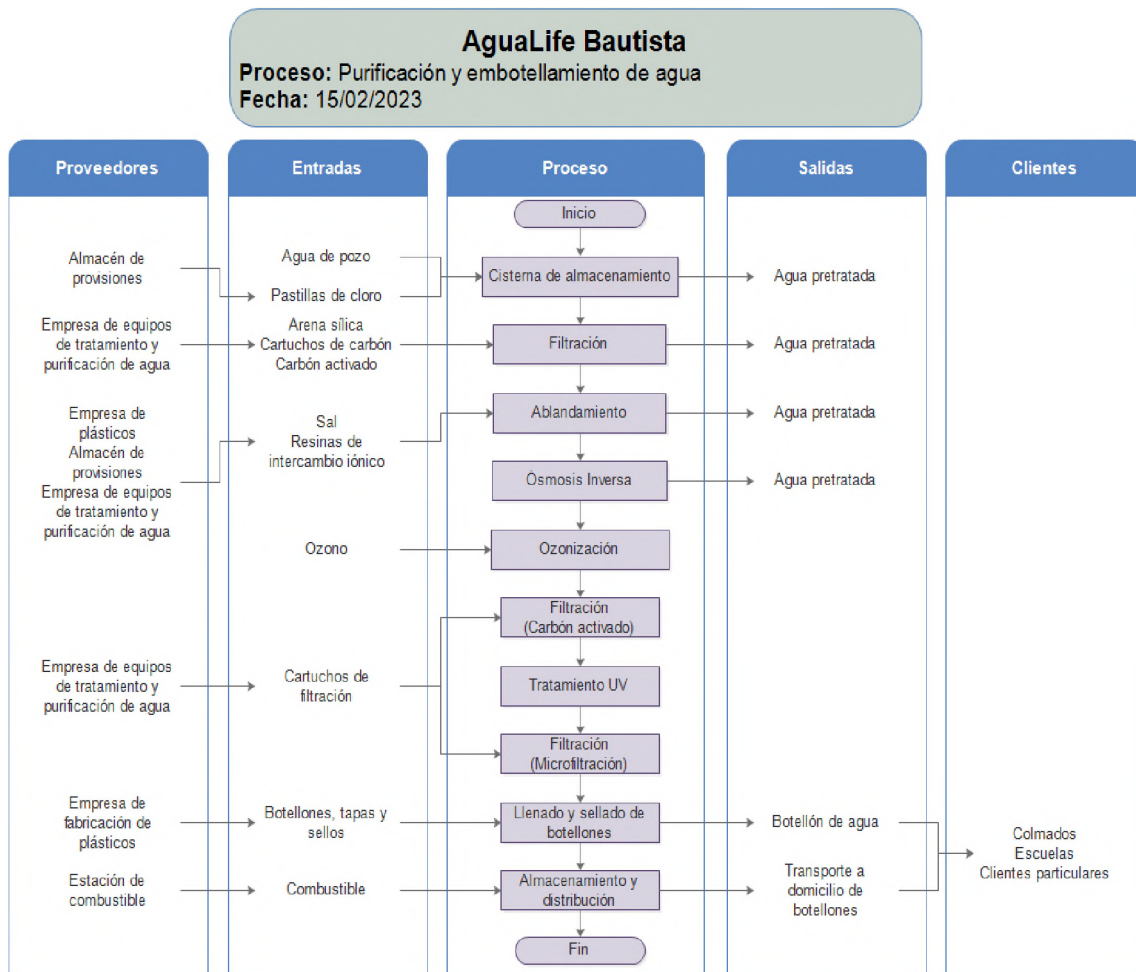 AguaLife Bautista
Proceso: Purificación y embotellamiento de agua
Fecha: 15/02/2023
Proveedores
Entradas
Proceso
Salidas
Clientes
Inicio
Almacén de
provisiones
Agua de pozo
Pastillas de cloro
Cisterna de almacenamiento
Agua pretratada
Empresa de equipos
de tratamiento y
purificación de agua
Arena sílica
Cartuchos de carbón
Carbón activado
Filtración
Agua pretratada
Empresa de
plásticos
Almacén de
provisiones
Empresa de equipos
de tratamiento y
purificación de agua
Sal
Resinas de
intercambio iónico
Ablandamiento
Agua pretratada
Ósmosis Inversa
Agua pretratada
Ozono
Ozonización
Filtración
(Carbón activado)
Empresa de equipos
de tratamiento y
purificación de agua
Cartuchos de
filtración
Tratamiento UV
Filtración
(Microfiltración)
Empresa de
fabricación de
plásticos
Botellones, tapas y
sellos
Llenado y sellado de
botellones
Botellón de agua
Colmados
Escuelas
Clientes particulares
Estación de
combustible
Combustible
Almacenamiento y
distribución
Transporte a
domicilio de
botellones
Fin